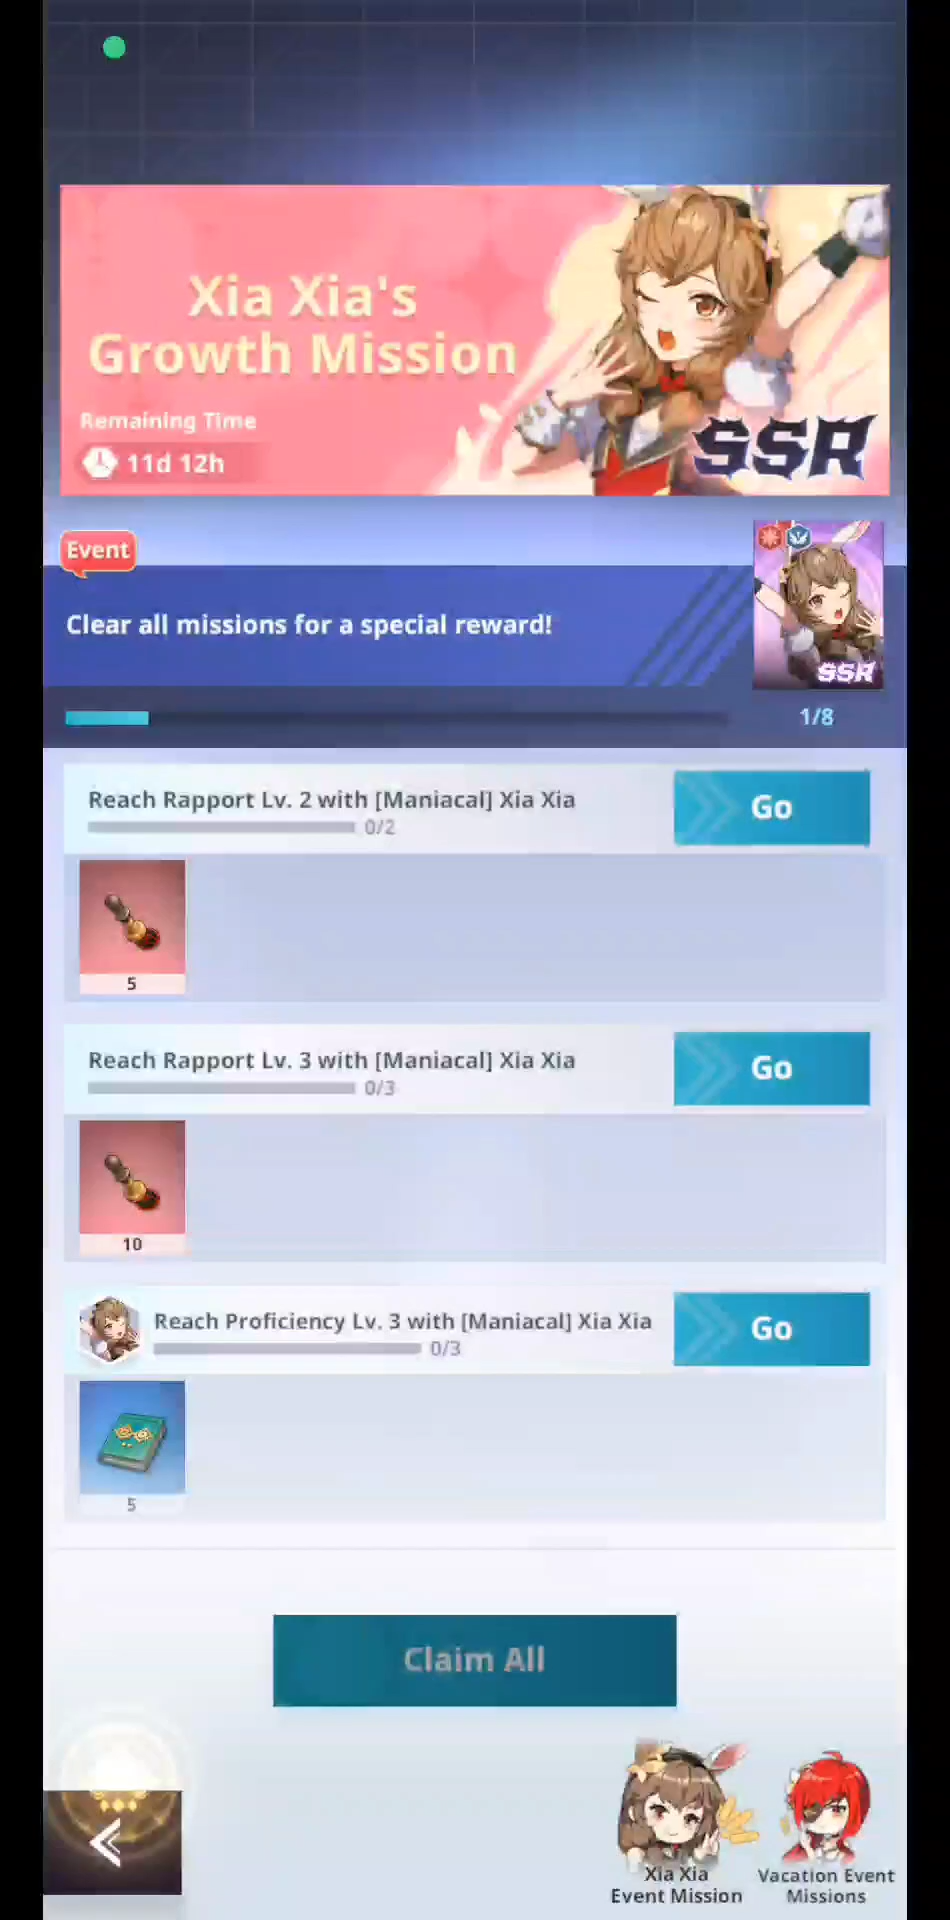 Xia Xia's
Growth Mission
Remaining Time
11d 12h
SSR
Event
Clear all missions for a special reward!
SSR
1/8
Reach Rapport Lv. 2 with [Maniacal] Xia Xia
0/2
Go
5
Reach Rapport Lv. 3 with [Maniacal] Xia Xia
0/3
Go
10
Reach Proficiency Lv. 3 with [Maniacal] Xia Xia
0/3
Go
5
Claim All
Xia Xia
Event Mission
Vacation Event
Missions